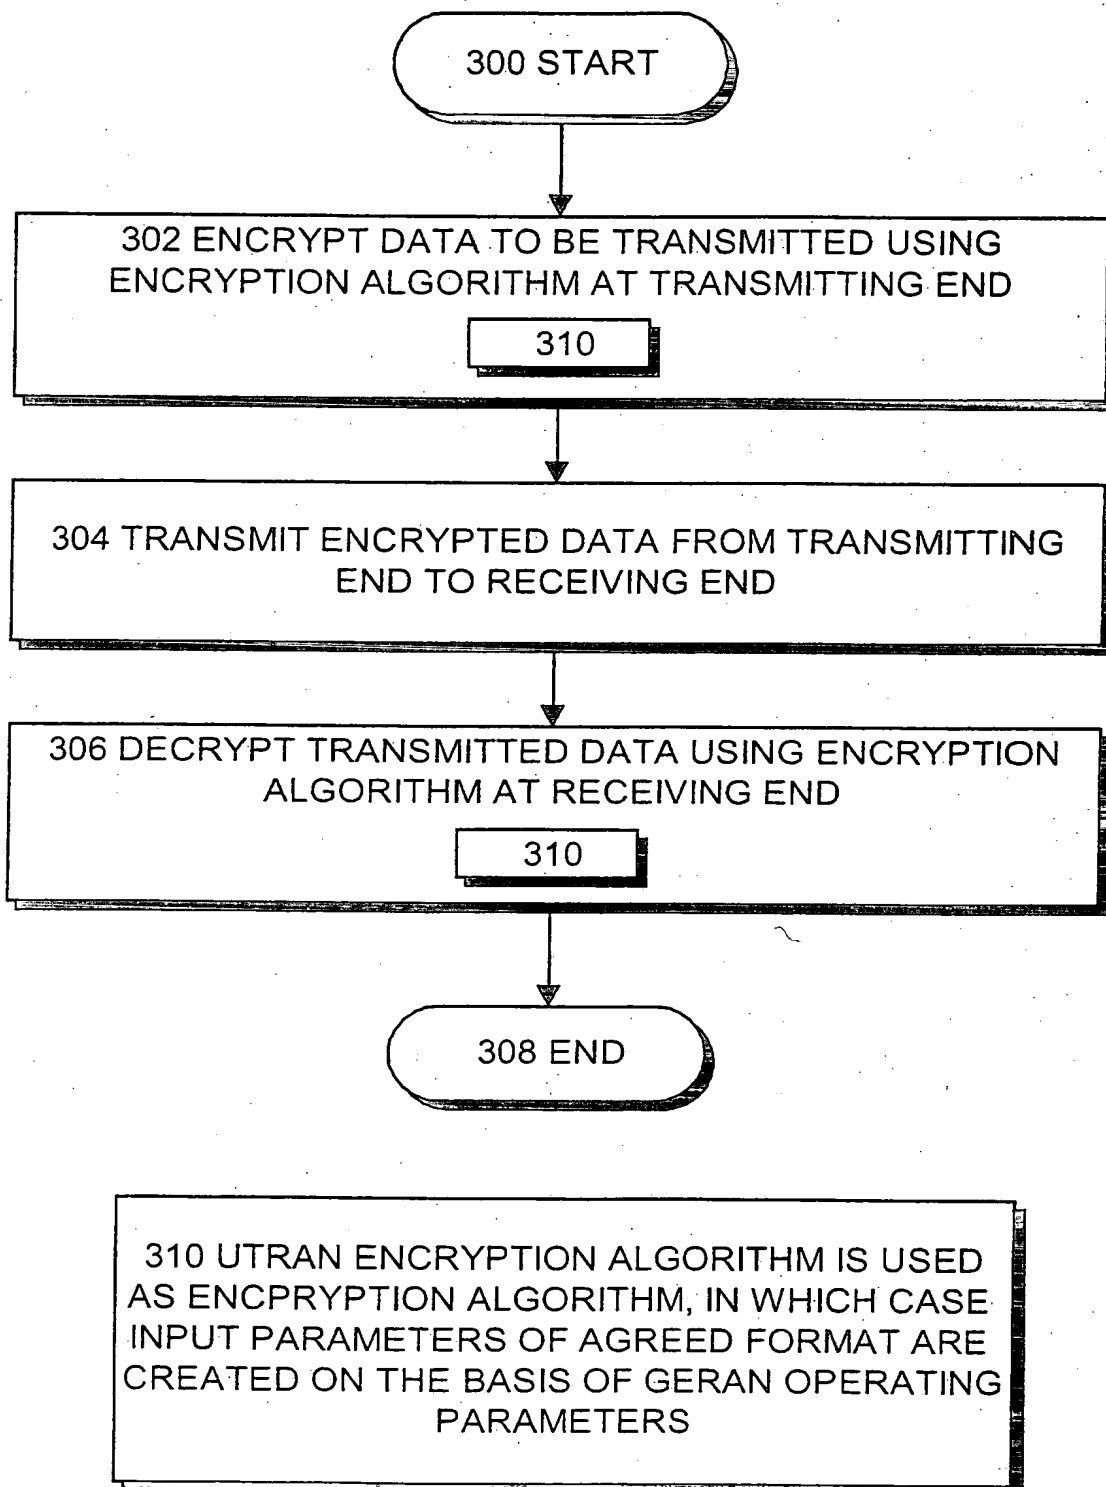 300 START
302 ENCRYPT DATA TO BE TRANSMITTED USING
ENCRYPTION ALGORITHM AT TRANSMITTING END
310
304 TRANSMIT ENCRYPTED DATA FROM TRANSMITTING
END TO RECEIVING END
306 DECRYPT TRANSMITTED DATA USING ENCRYPTION
ALGORITHM AT RECEIVING END
310
308 END
310 UTRAN ENCRYPTION ALGORITHM IS USED
AS ENCPRYPTION ALGORITHM, IN WHICH CASE
INPUT PARAMETERS OF AGREED FORMAT ARE
CREATED ON THE BASIS OF GERAN OPERATING
PARAMETERS